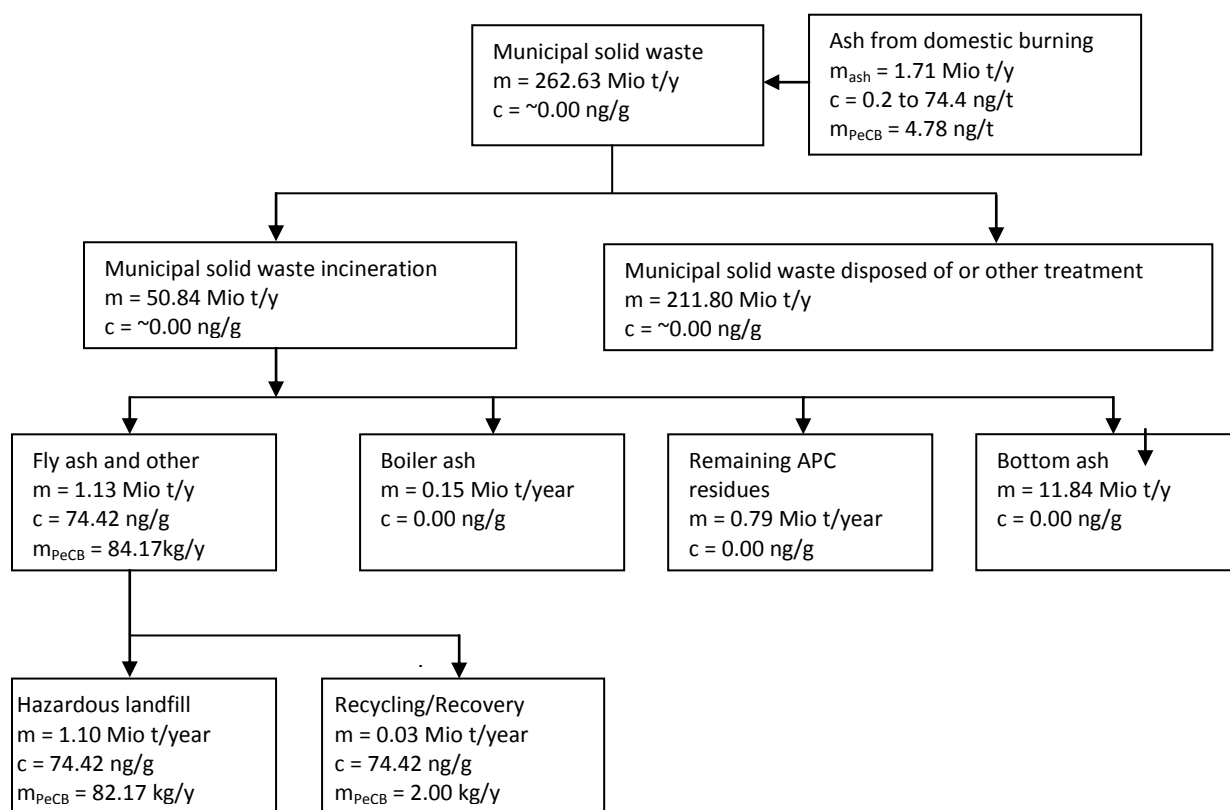 Municipal solid waste
m = 262.63 Mio t/y
c = ~0.00 ng/g
Ash from domestic burning
m_ash = 1.71 Mio t/y
c = 0.2 to 74.4 ng/t
m_PeCB = 4.78 ng/t
Municipal solid waste incineration
m = 50.84 Mio t/y
c = ~0.00 ng/g
Municipal solid waste disposed of or other treatment
m = 211.80 Mio t/y
c = ~0.00 ng/g
Fly ash and other
m = 1.13 Mio t/y
c = 74.42 ng/g
m_PeCB = 84.17kg/y
Boiler ash
m = 0.15 Mio t/year
c = 0.00 ng/g
Remaining APC
residues
m = 0.79 Mio t/year
c = 0.00 ng/g
Bottom ash
m = 11.84 Mio t/y
c = 0.00 ng/g
Hazardous landfill
m = 1.10 Mio t/year
c = 74.42 ng/g
m_PeCB = 82.17 kg/y
Recycling/Recovery
m = 0.03 Mio t/year
c = 74.42 ng/g
m_PeCB = 2.00 kg/y